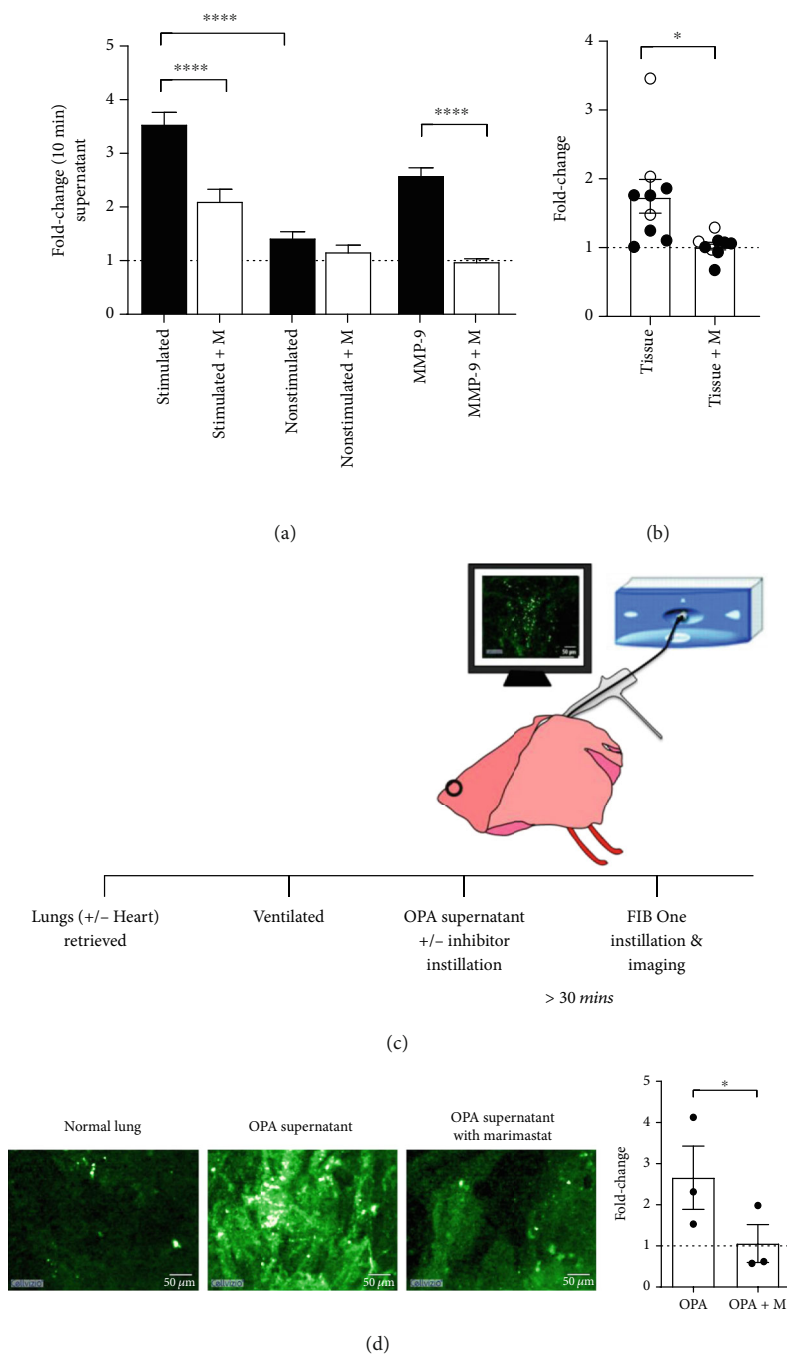 ****
****
****
5
4
3
2
1
0
Fold-change (10 min)
supernatant
Stimulated
Stimulated + M
Nonstimulated
Nonstimulated + M
MMP-9
MMP-9 + M
(a)
*
4
3
2
1
0
Fold-change
Tissue
Tissue + M
(b)
50 µm
Lungs (+/– Heart)
retrieved
Ventilated
OPA supernatant
+/– inhibitor
instillation
FIB One
instillation &
imaging
> 30 mins
(c)
Normal lung
Cellvizio
50 µm
OPA supernatant
Cellvizio
50 µm
OPA supernatant
with marimastat
Cellvizio
50 µm
*
5
4
3
2
1
0
Fold-change
OPA
OPA + M
(d)